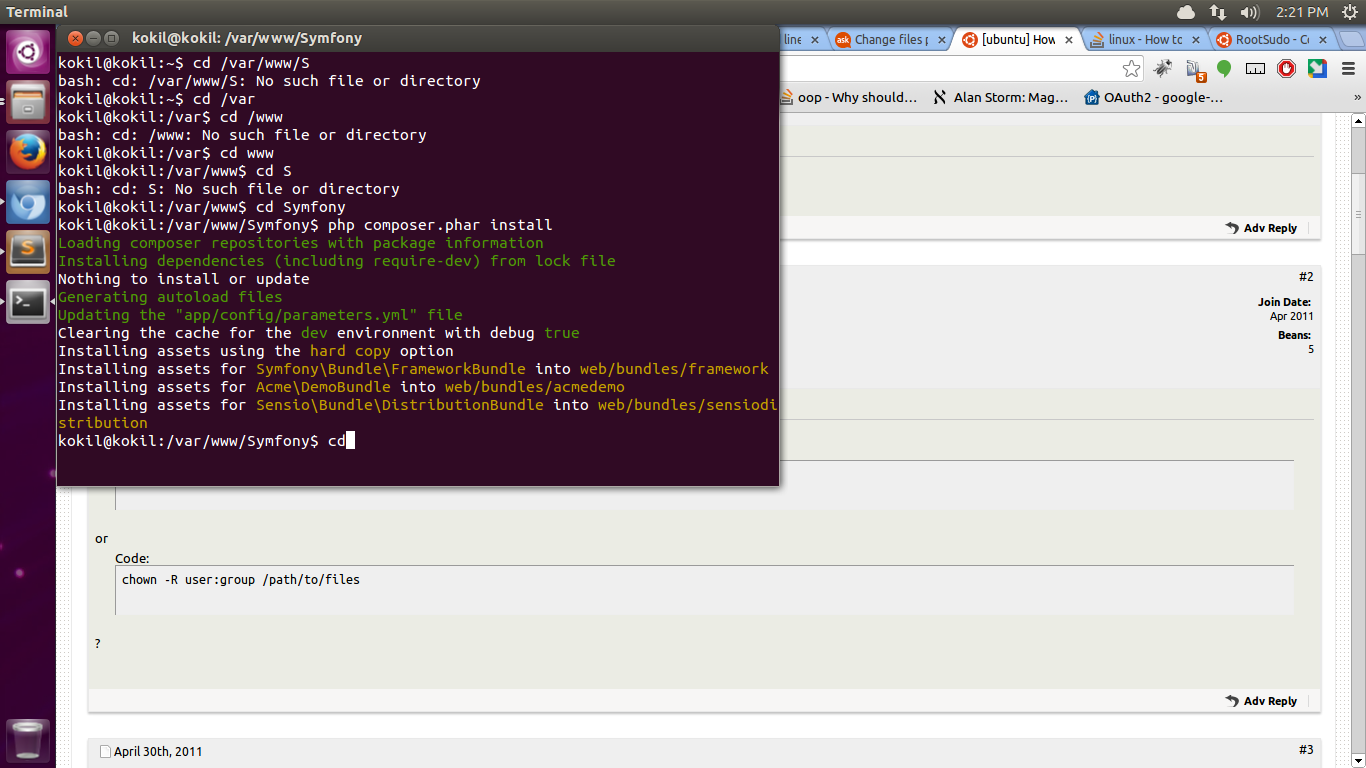 Terminal
2:21 PM
kokil@kokil: /var/www/Symfony
kokil@kokil:~$ cd /var/www/S
bash: cd: /var/www/S: No such file or directory
kokil@kokil:~$ cd /var
kokil@kokil:/var$ cd /www
bash: cd: /www: No such file or directory
kokil@kokil:/var$ cd www
kokil@kokil:/var/www$ cd S
bash: cd: S: No such file or directory
kokil@kokil:/var/www$ cd Symfony
kokil@kokil:/var/www/Symfony$ php composer.phar install
Loading composer repositories with package information
Installing dependencies (including require-dev) from lock file
Nothing to install or update
Generating autoload files
Updating the "app/config/parameters.yml" file
Clearing the cache for the dev environment with debug true
Installing assets using the hard copy option
Installing assets for Symfony\Bundle\FrameworkBundle into web/bundles/framework
Installing assets for Acme\DemoBundle into web/bundles/acmedemo
Installing assets for Sensio\Bundle\DistributionBundle into web/bundles/sensiodi
stribution
kokil@kokil:/var/www/Symfony$ cd
line
ask Change files p
[ubuntu] How
linux - How to
RootSudo - Co
5
oop - Why should...
Alan Storm: Mag...
OAuth2 - google-...
»
Adv Reply
#2
Join Date:
Apr 2011
Beans:
5
or
Code:
chown -R user:group /path/to/files
?
Adv Reply
April 30th, 2011
#3